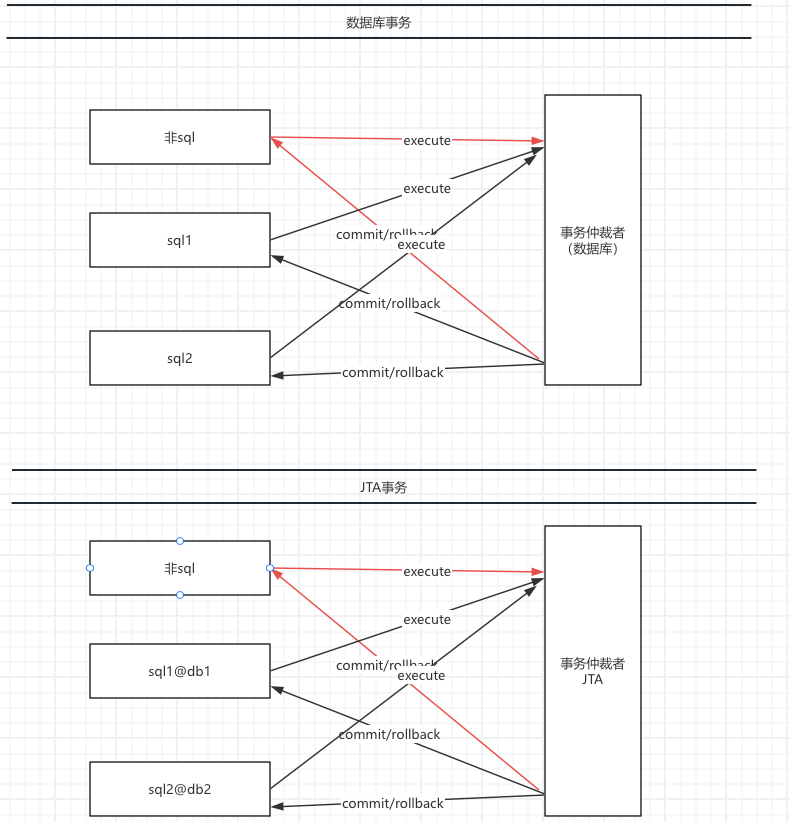 数据库事务
非sql
execute
execute
sql1
commit/rollback
execute
事务仲裁者
（数据库）
commit/rollback
sql2
commit/rollback
JTA事务
非sql
execute
execute
sql1@db1
commit/rollback
execute
事务仲裁者
JTA
commit/rollback
sql2@db2
commit/rollback